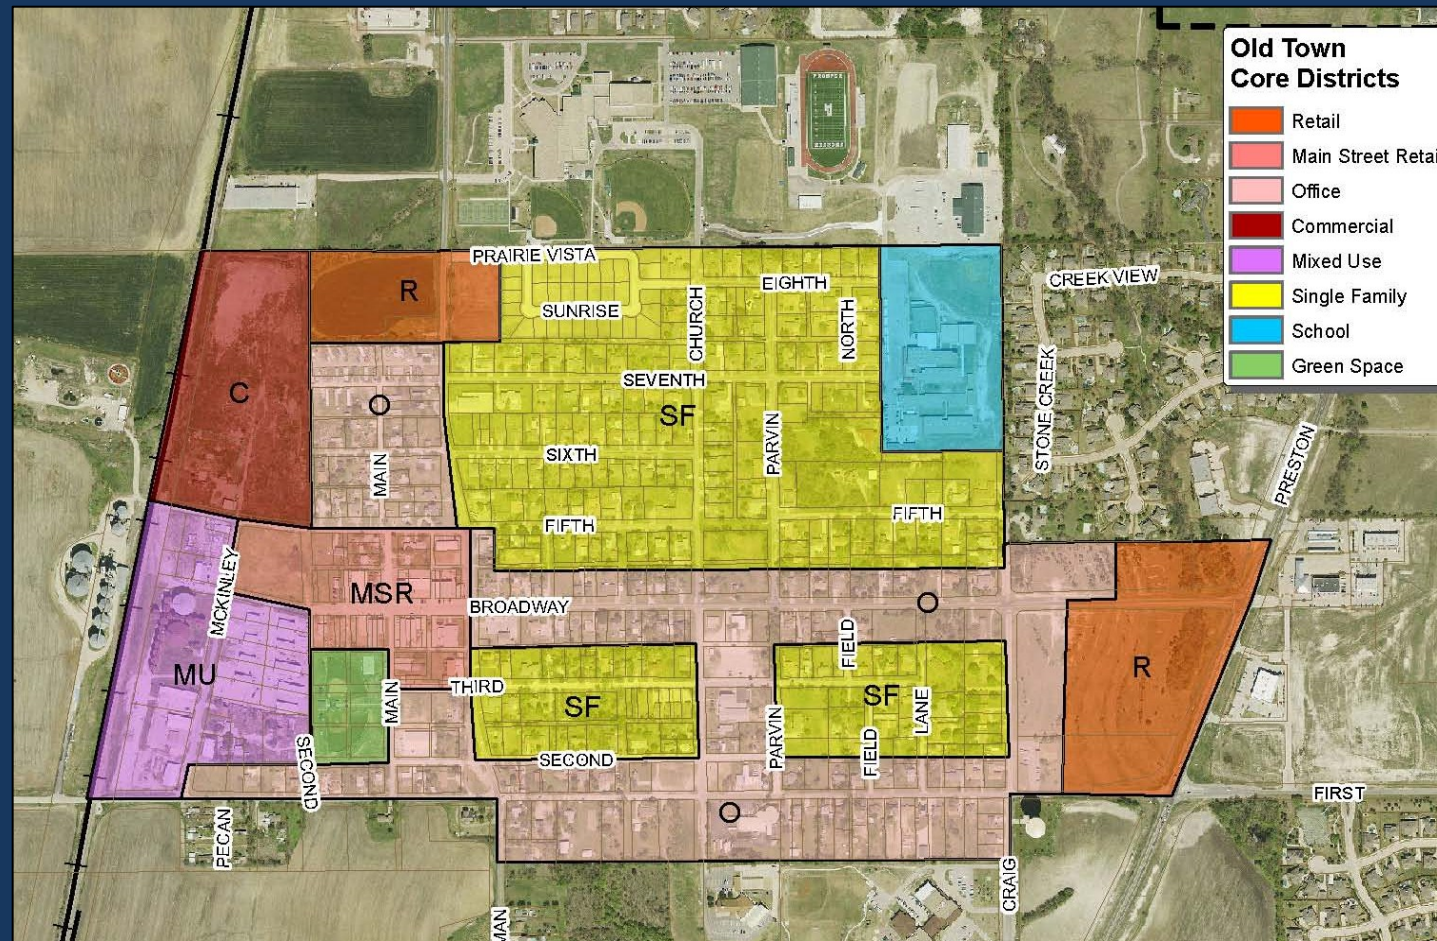 Old Town
Core Districts
Retail
Main Street Retai
Office
Commercial
Mixed Use
Single Family
School
Green Space
PROSPER
PRAIRIE VISTA
EIGHTH
CREEK VIEW
R
SUNRISE
CHURCH
NORTH
SEVENTH
C
O
SF
STONE CREEK
MAIN
SIXTH
PARVIN
PRESTON
FIFTH
FIFTH
MCKINLEY
MSR
BROADWAY
O
FIELD
MU
R
MAIN
THIRD
SF
SF
LANE
PARVIN
FIELD
SECOND
SECOND
FIRST
O
PECAN
CRAIG
MAN